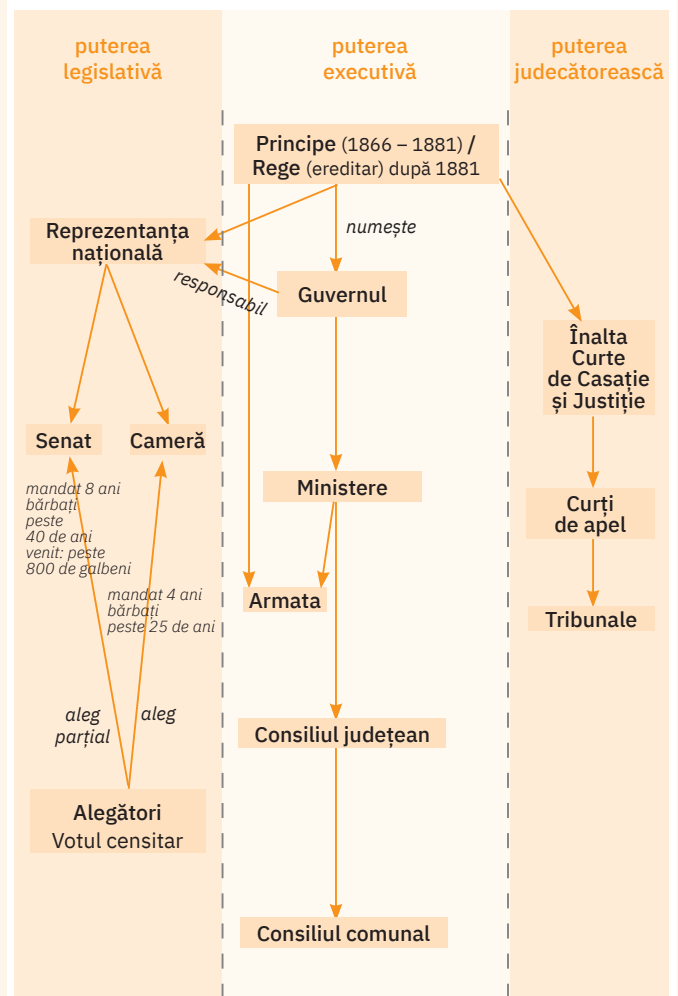 puterea
legislativă
puterea
executivă
puterea
judecătorească
Principe (1866 – 1881) /
Rege (ereditar) după 1881
Reprezentanța
națională
numește
responsabil
Guvernul
Înalta
Curte
de Casație
și Justiție
Senat
Cameră
mandat 8 ani
bărbați
peste
40 de ani
venit: peste
800 de galbeni
Ministere
Curți
de apel
mandat 4 ani
bărbați
peste 25 de ani
Armata
Tribunale
aleg
parțial
aleg
Consiliul județean
Alegători
Votul censitar
Consiliul comunal